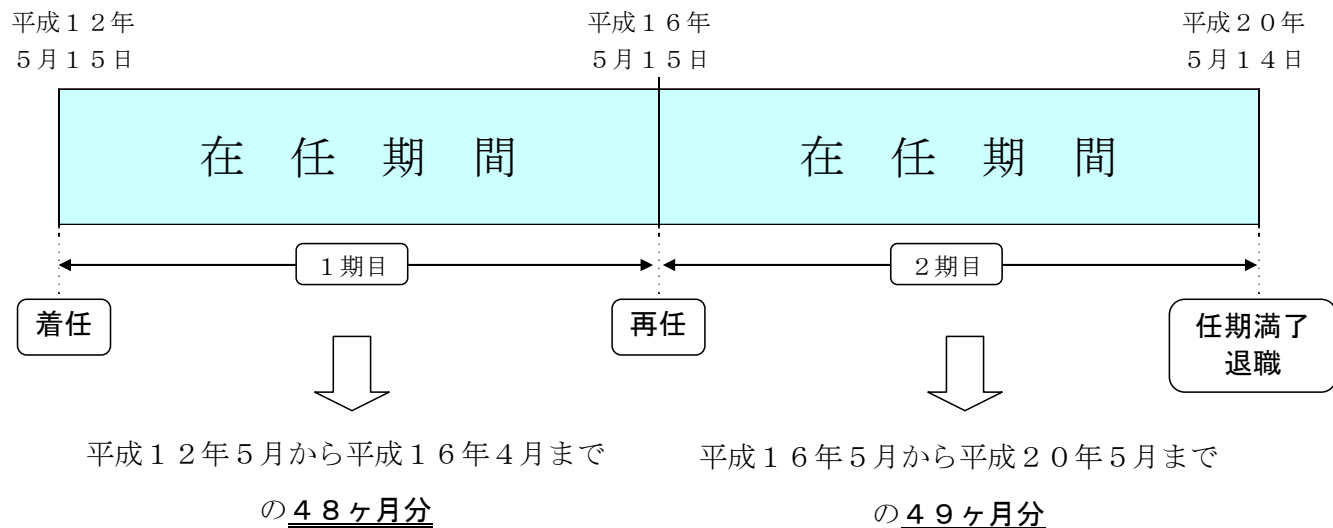 平成１２年
５月１５日
平成１６年
５月１５日
平成２０年
５月１４日
在任期間
在任期間
１期目
２期目
着任
再任
任期満了
退職
平成１２年５月から平成１６年４月まで
の４８ヶ月分
平成１６年５月から平成２０年５月まで
の４９ヶ月分